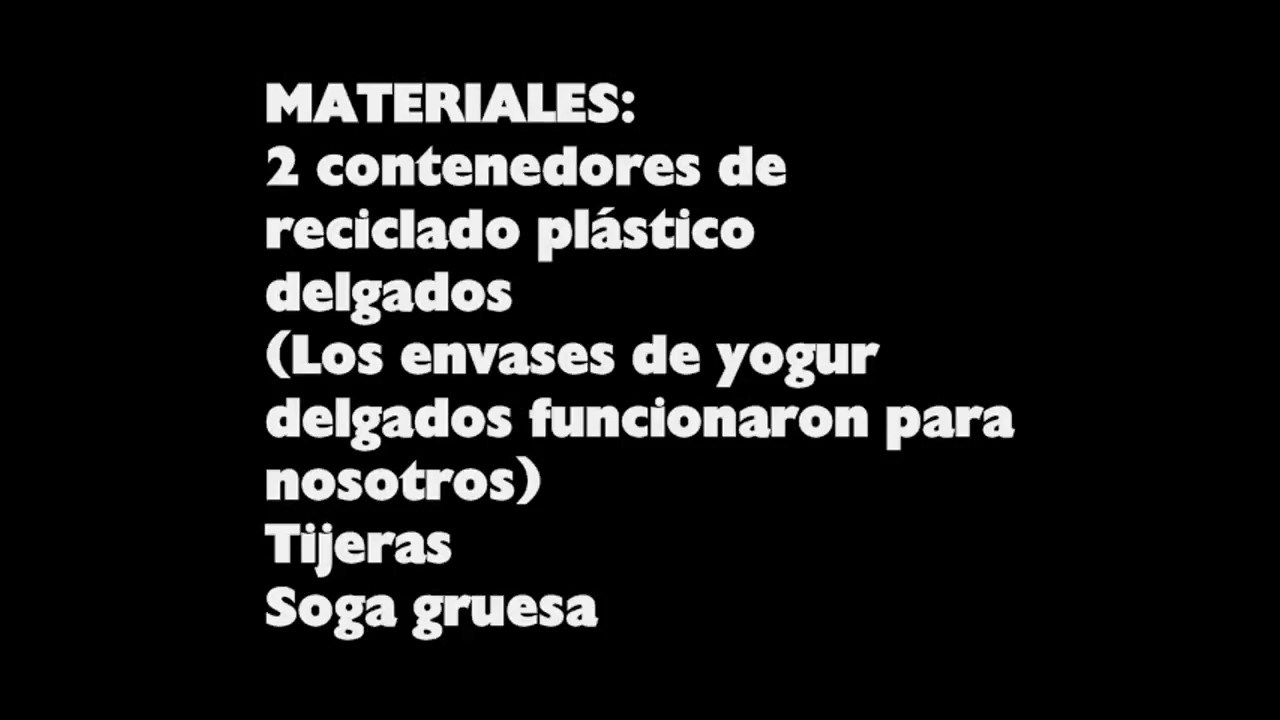 MATERIALES:
2 contenedores de
reciclado plástico
delgados
(Los envases de yogur
delgados funcionaron para
nosotros)
Tijeras
Soga gruesa